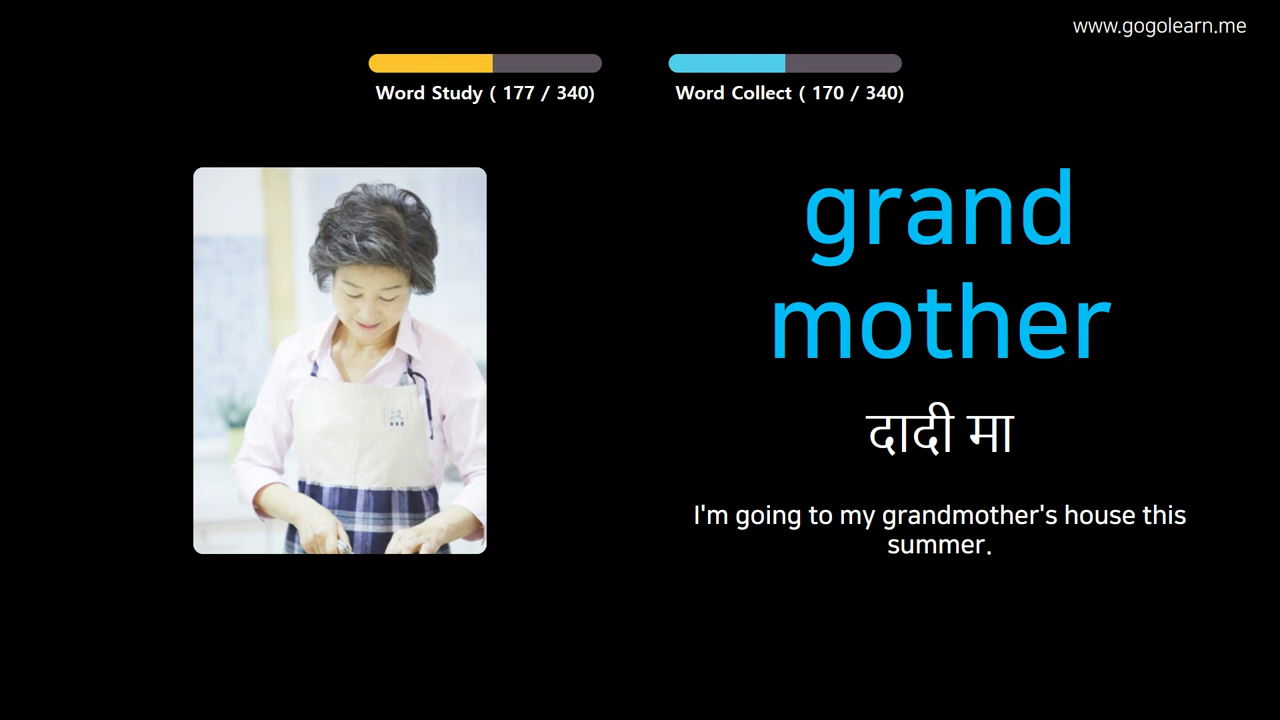 www.gogolearn.me
Word Study ( 177 / 340)
Word Collect ( 170 / 340)
grand
mother
दादी मा
I'm going to my grandmother's house this
summer.